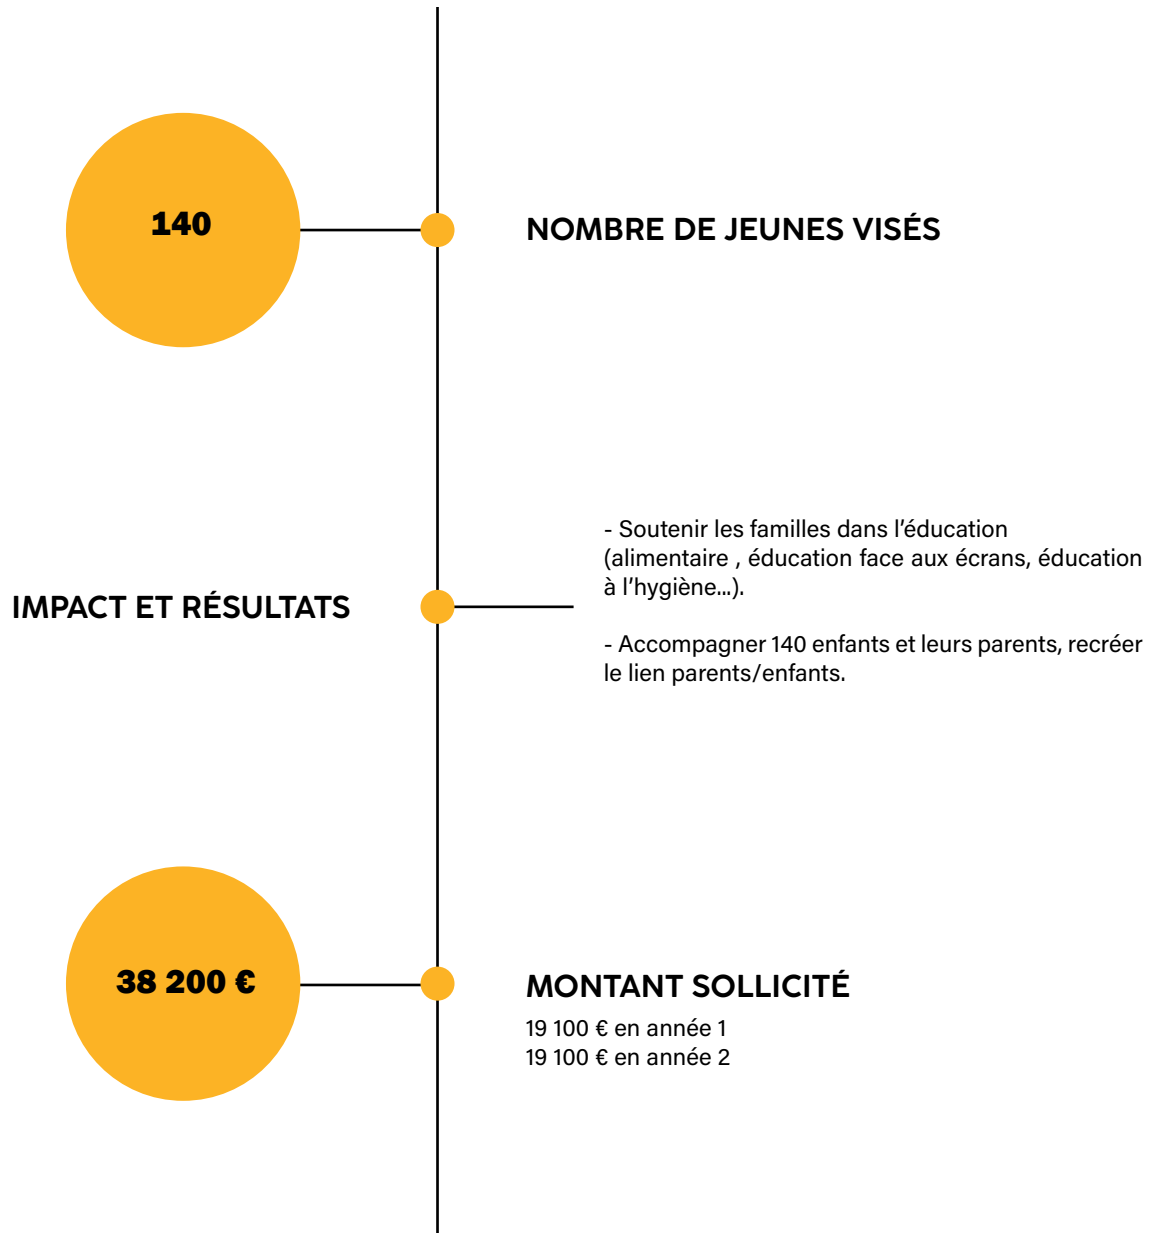 140
NOMBRE DE JEUNES VISÉS
IMPACT ET RÉSULTATS
- Soutenir les familles dans l'éducation
(alimentaire , éducation face aux écrans, éducation
à l'hygiène...).
- Accompagner 140 enfants et leurs parents, recréer
le lien parents/enfants.
38 200 €
MONTANT SOLLICITÉ
19 100 € en année 1
19 100 € en année 2